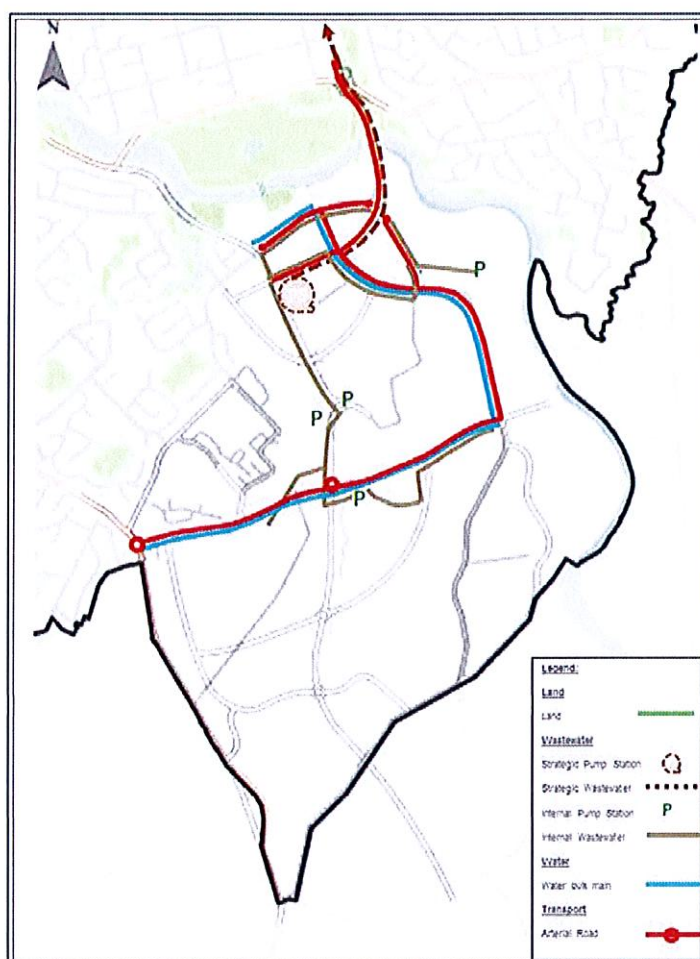 N
P
S
P
P
P
Legend:
Land
Land
Wastewater
Strategic Pump Station
Strategic Wastewater
Internal Pump Station P
Internal Wastewater
Water
Water bulk main
Transport
Arterial Road